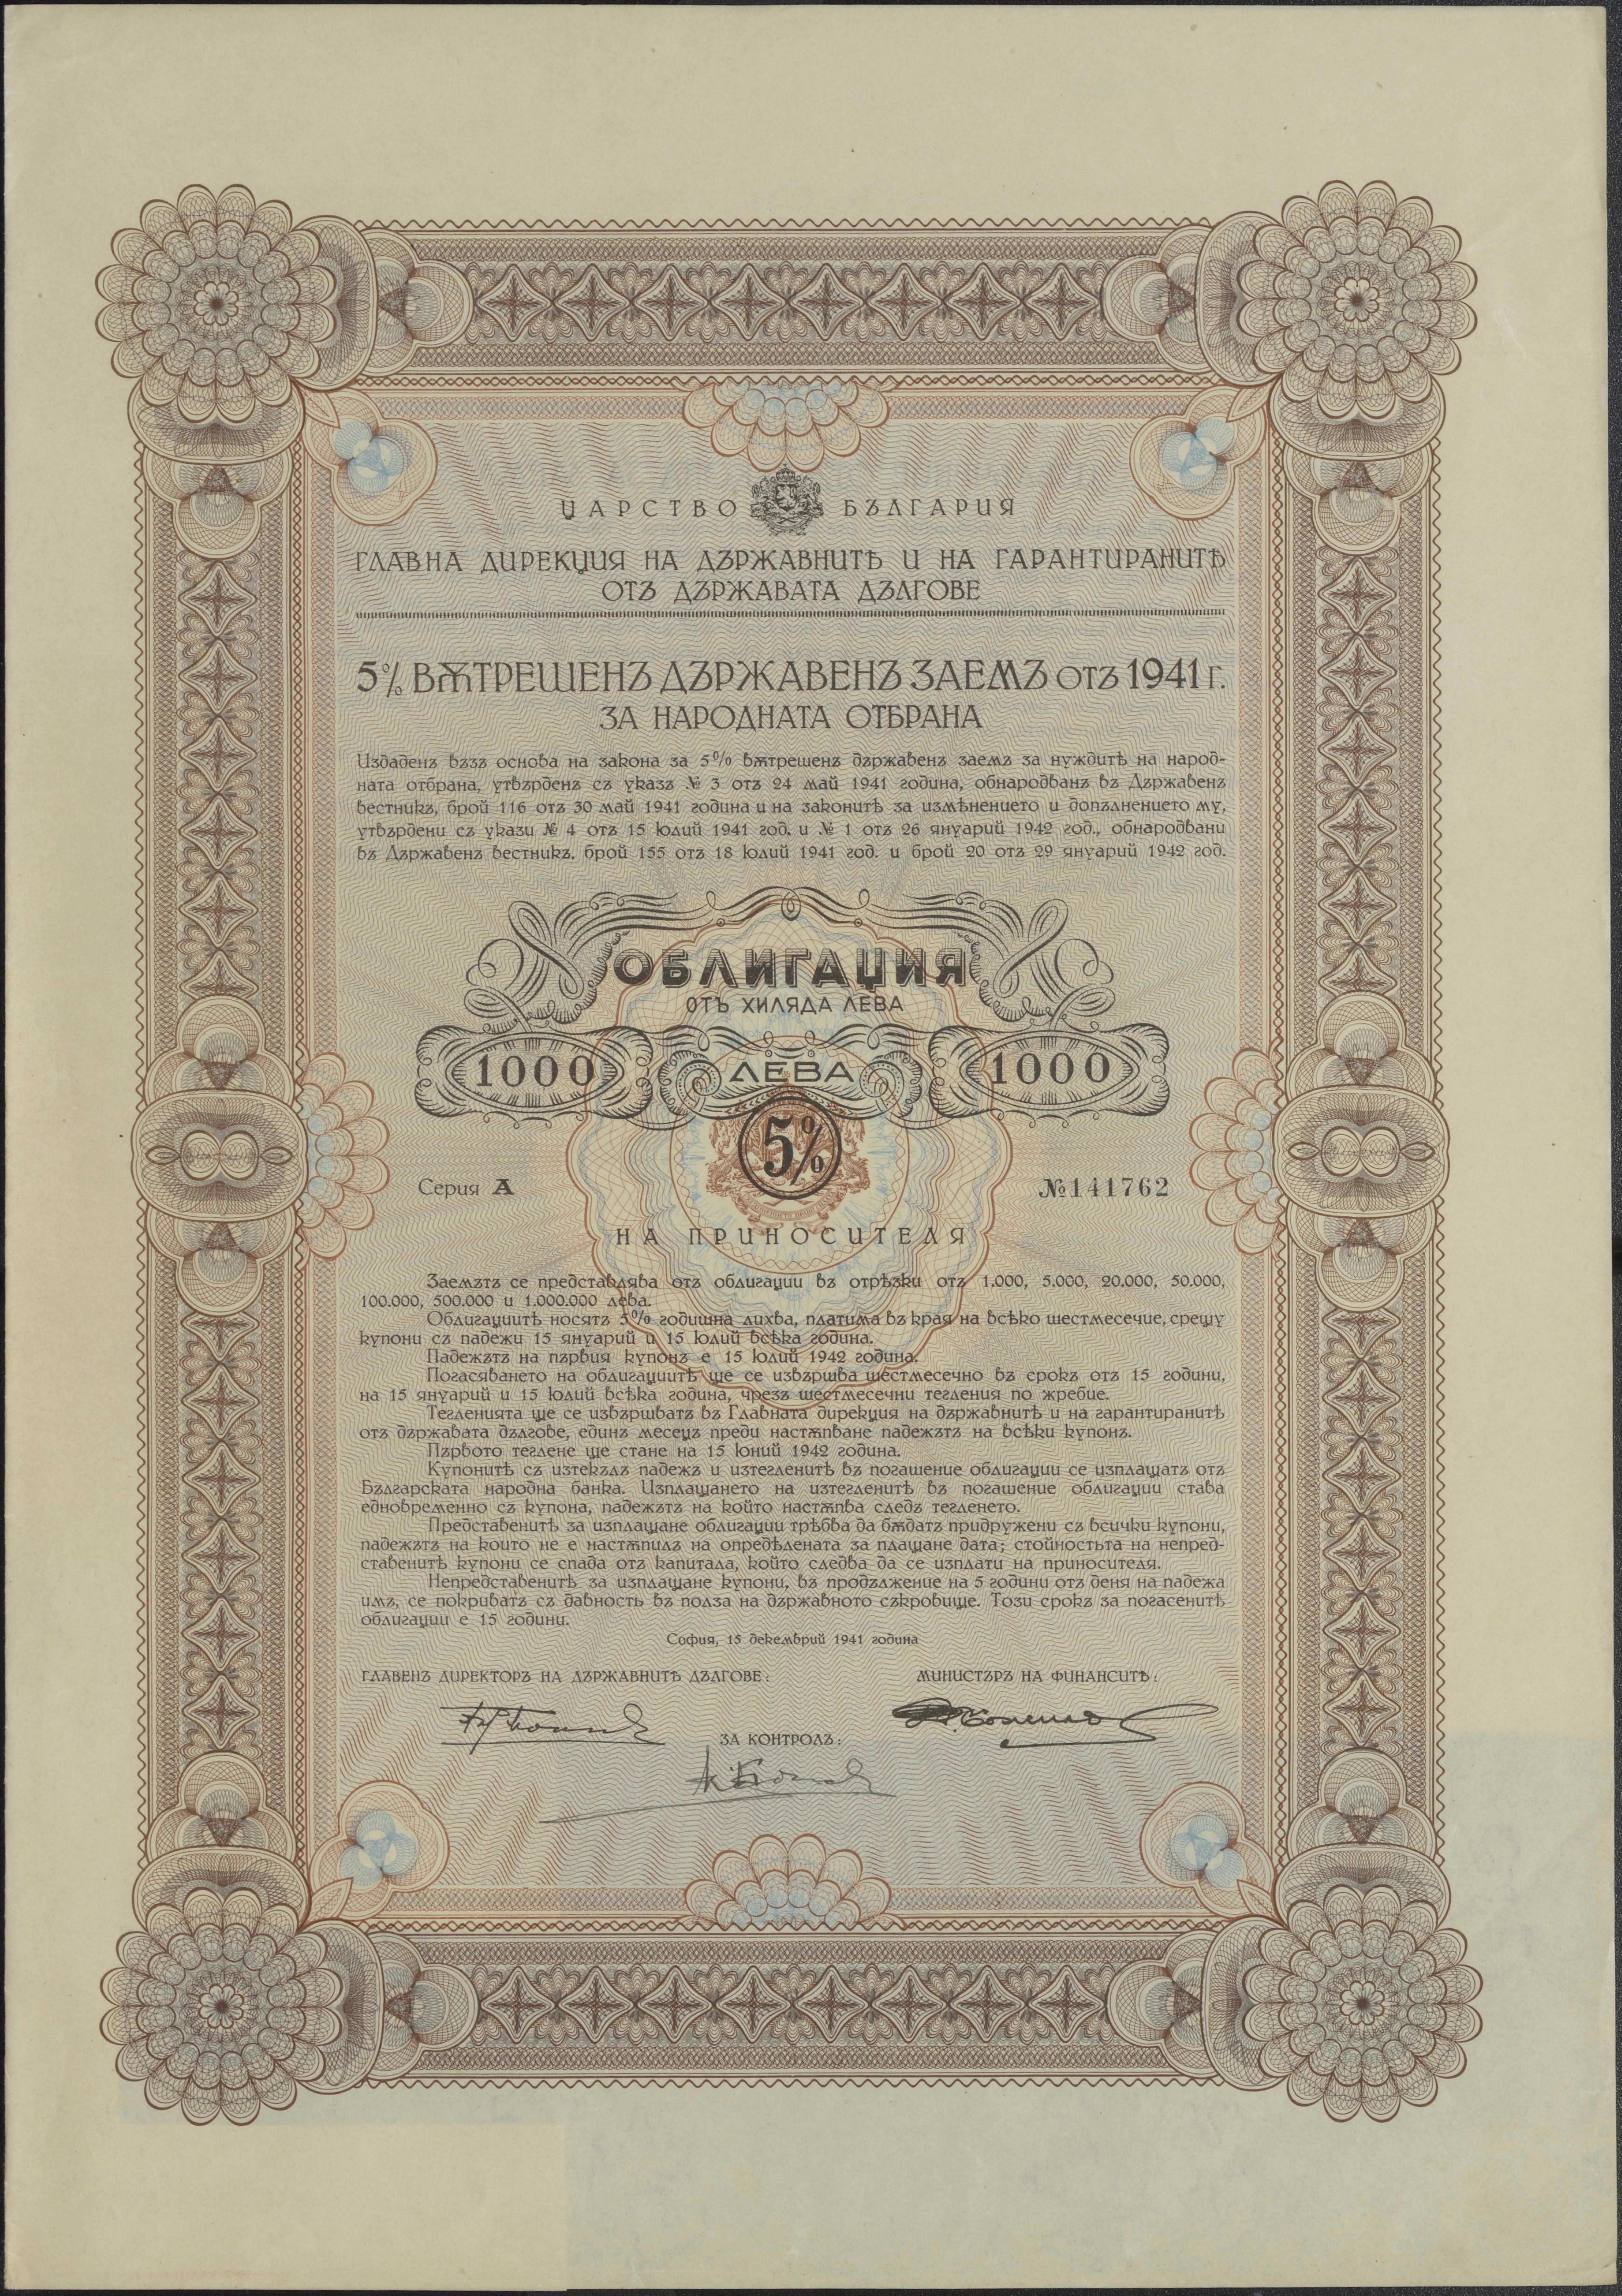 ЦАРСТВО БЪЛГАРИЯ
ГЛАВНА ДИРЕКЦИЯ НА ДЪРЖАВНИТѢ И НА ГАРАНТИРАНИТѢ
ОТЪ ДЪРЖАВАТА ДЪЛГОВЕ
5% ВѪТРЕШЕНЪ ДЪРЖАВЕНЪ ЗАЕМЪ ОТЪ 1941 Г.
ЗА НАРОДНАТА ОТБРАНА
Издаденъ възъ основа на закона за 5% вѫтрешенъ държавенъ заемъ за нуждитѣ на народ-
ната отбрана, утвърденъ съ указъ № 3 отъ 24 май 1941 година, обнародванъ въ Държавенъ
вестникъ, брой 116 отъ 30 май 1941 година и на законитѣ за измѣнението и допълнението му,
утвърдени съ укази № 4 отъ 15 юлий 1941 год. и № 1 отъ 26 януарий 1942 год., обнародвани
въ Държавенъ вестникъ, брой 155 отъ 18 юлий 1941 год. и брой 20 отъ 29 януарий 1942 год.
ОБЛИГАЦИЯ
ОТЪ ХИЛЯДА ЛЕВА
1000 ЛЕВА 1000
5%
Серия А №141762
НА ПРИНОСИТЕЛЯ
Заемътъ се представлява отъ облигации въ отрѣзки отъ 1.000, 5.000, 20.000, 50.000,
100.000, 500.000 и 1.000.000 лева.
Облигациитѣ носятъ 5% годишна лихва, платима въ края на всѣко шестмесечие, срещу
купони съ падежи 15 януарий и 15 юлий всѣка година.
Падежътъ на първия купонъ е 15 юлий 1942 година.
Погасяването на облигациитѣ ще се извършва шестмесечно въ срокъ отъ 15 години,
на 15 януарий и 15 юлий всѣка година, чрезъ шестмесечни тегления по жребие.
Тегленията ще се извършватъ въ Главната дирекция на държавнитѣ и на гарантиранитѣ
отъ държавата дългове, единъ месецъ преди настѫпване падежътъ на всѣки купонъ.
Първото теглене ще стане на 15 юний 1942 година.
Купонитѣ съ изтекълъ падежъ и изтегленитѣ въ погашение облигации се изплащатъ отъ
Българската народна банка. Изплащането на изтегленитѣ въ погашение облигации става
едновременно съ купона, падежътъ на който настѫпва следъ тегленето.
Представенитѣ за изплащане облигации трѣбва да бѫдатъ придружени съ всички купони,
падежътъ на които не е настѫпилъ на опредѣлената за плащане дата; стойностьта на непред-
ставенитѣ купони се спада отъ капитала, който следва да се изплати на приносителя.
Непредставенитѣ за изплащане купони, въ продължение на 5 години отъ деня на падежа
имъ, се покриватъ съ давность въ полза на държавното съкровище. Този срокъ за погасенитѣ
облигации е 15 години.
София, 15 декемврий 1941 година
ГЛАВЕНЪ ДИРЕКТОРЪ НА ДЪРЖАВНИТѢ ДЪЛГОВЕ: МИНИСТЪРЪ НА ФИНАНСИТѢ:
ЗА КОНТРОЛЪ: